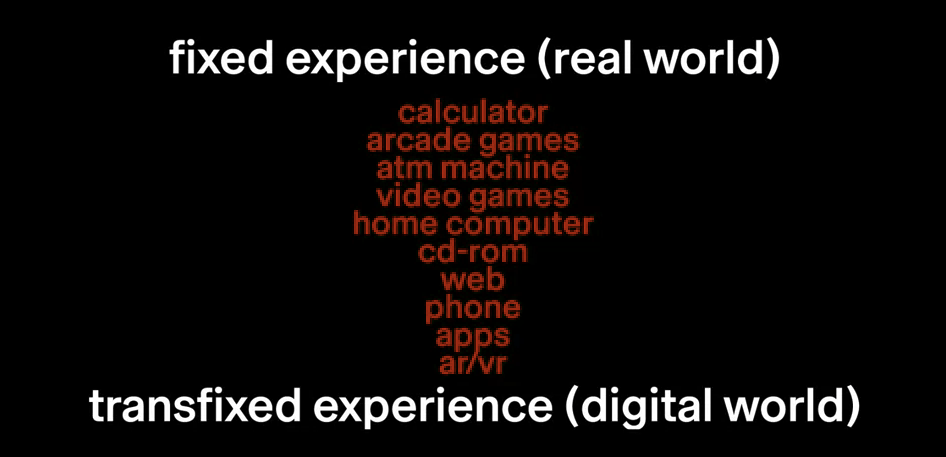 fixed experience (real world)
calculator
arcade games
atm machine
video games
home computer
cd-rom
web
phone
apps
ar/vr
transfixed experience (digital world)